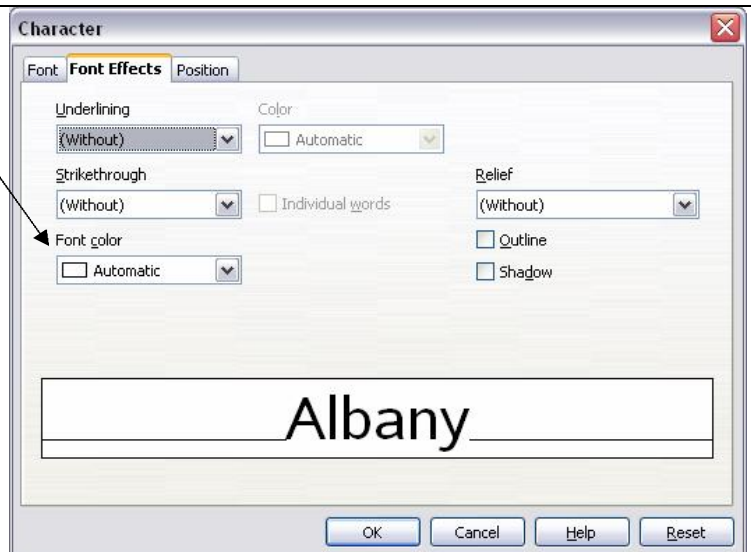 Character
Font Font Effects Position
Underlining Color
(Without) Automatic
Strikethrough Relief
(Without) Individual words (Without)
Font color Outline
Automatic Shadow
Albany
OK Cancel Help Reset